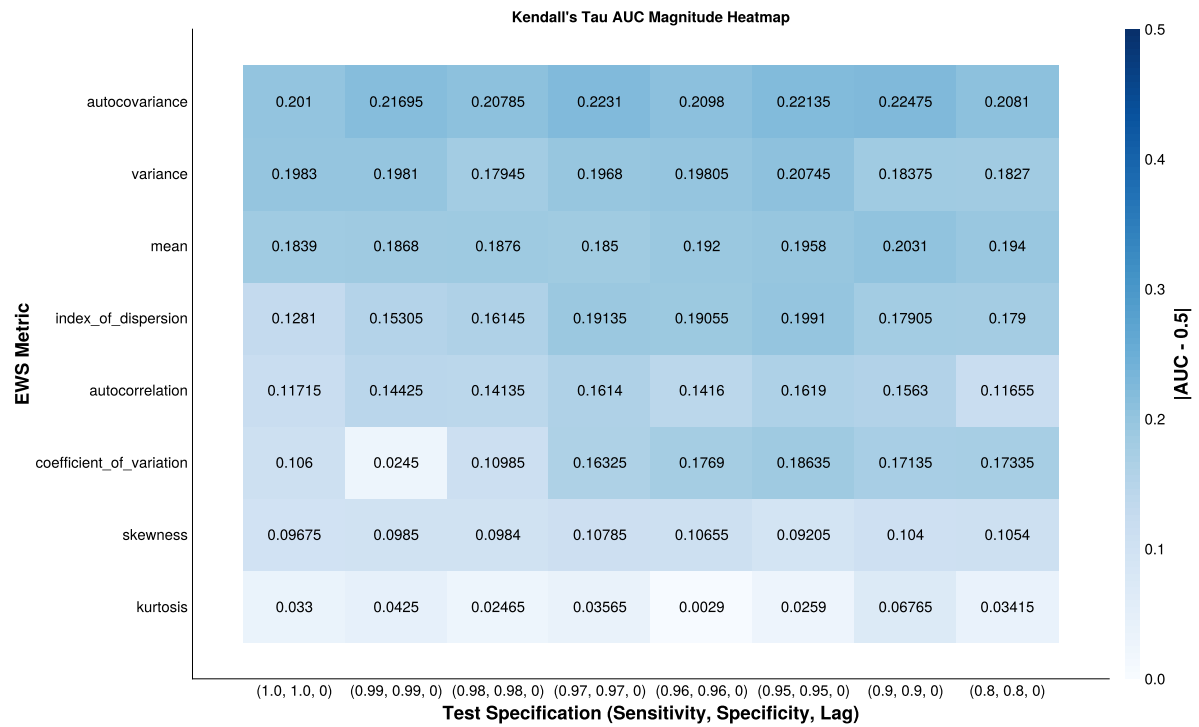 Kendall's Tau AUC Magnitude Heatmap
EWS Metric
autocovariance 0.201 0.21695 0.20785 0.2231 0.2098 0.22135 0.22475 0.2081
variance 0.1983 0.1981 0.17945 0.1968 0.19805 0.20745 0.18375 0.1827
mean 0.1839 0.1868 0.1876 0.185 0.192 0.1958 0.2031 0.194
index_of_dispersion 0.1281 0.15305 0.16145 0.19135 0.19055 0.1991 0.17905 0.179
autocorrelation 0.11715 0.14425 0.14135 0.1614 0.1416 0.1619 0.1563 0.11655
coefficient_of_variation 0.106 0.0245 0.10985 0.16325 0.1769 0.18635 0.17135 0.17335
skewness 0.09675 0.0985 0.0984 0.10785 0.10655 0.09205 0.104 0.1054
kurtosis 0.033 0.0425 0.02465 0.03565 0.0029 0.0259 0.06765 0.03415
(1.0, 1.0, 0) (0.99, 0.99, 0) (0.98, 0.98, 0) (0.97, 0.97, 0) (0.96, 0.96, 0) (0.95, 0.95, 0) (0.9, 0.9, 0) (0.8, 0.8, 0)
Test Specification (Sensitivity, Specificity, Lag)
0.5
0.4
0.3
0.2
0.1
0.0
|AUC - 0.5|